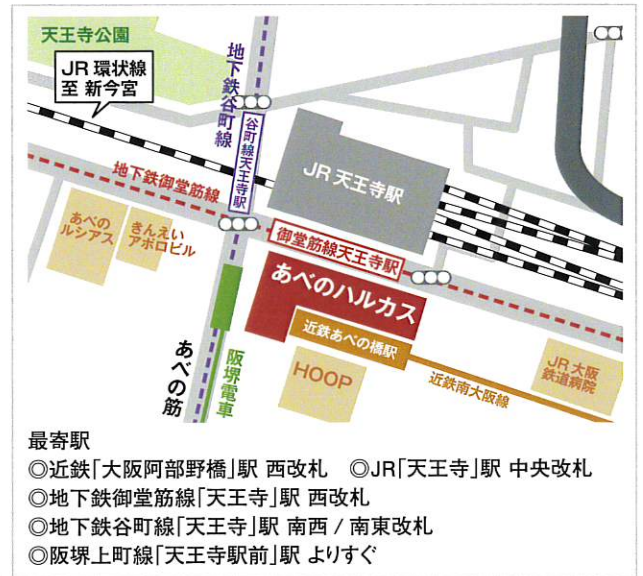 天王寺公園
JR 環状線
至 新今宮
地下鉄谷町線
谷町線天王寺駅
JR 天王寺駅
地下鉄御堂筋線
御堂筋線天王寺駅
あべの
ルシアス
きんえい
アポロビル
あべのハルカス
近鉄あべの橋駅
近鉄南大阪線
あべの筋
阪堺電車
HOOP
JR 大阪
鉄道病院
最寄駅
◎近鉄「大阪阿部野橋」駅 西改札　◎JR「天王寺」駅 中央改札
◎地下鉄御堂筋線「天王寺」駅 西改札
◎地下鉄谷町線「天王寺」駅 南西 / 南東改札
◎阪堺上町線「天王寺駅前」駅 よりすぐ